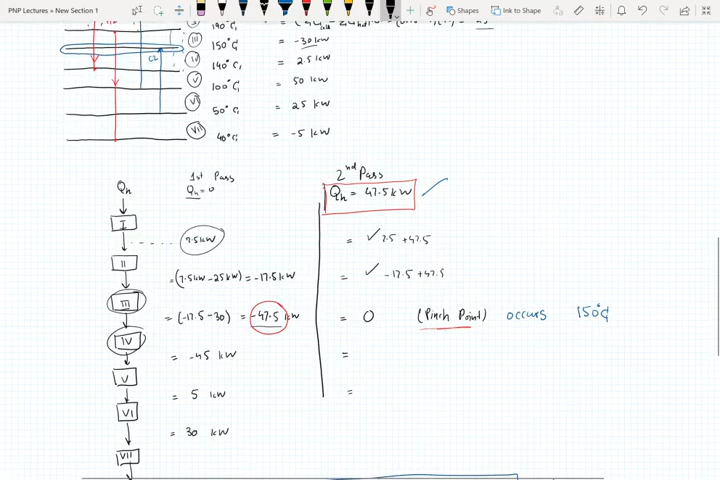 PNP Lectures » New Section 1
Shapes
Ink to Shape
190°C
III
150°C = -30 kW
C2
IV
140°C = 2.5 kW
V
100°C = 50 kW
VI
50°C = 25 kW
VII
40°C = -5 kW
2nd Pass
Qh
1st Pass
Qh = 0
Qh = 47.5 kW
I
7.5 kW
= ✓ 7.5 + 47.5
II
= (7.5 kW - 25 kW) = -17.5 kW
= ✓ -17.5 + 47.5
III
= (-17.5 - 30) = -47.5 kW
= 0 (Pinch Point) occurs 150°C
IV
= -45 kW
=
V
= 5 kW
=
VI
= 30 kW
VII